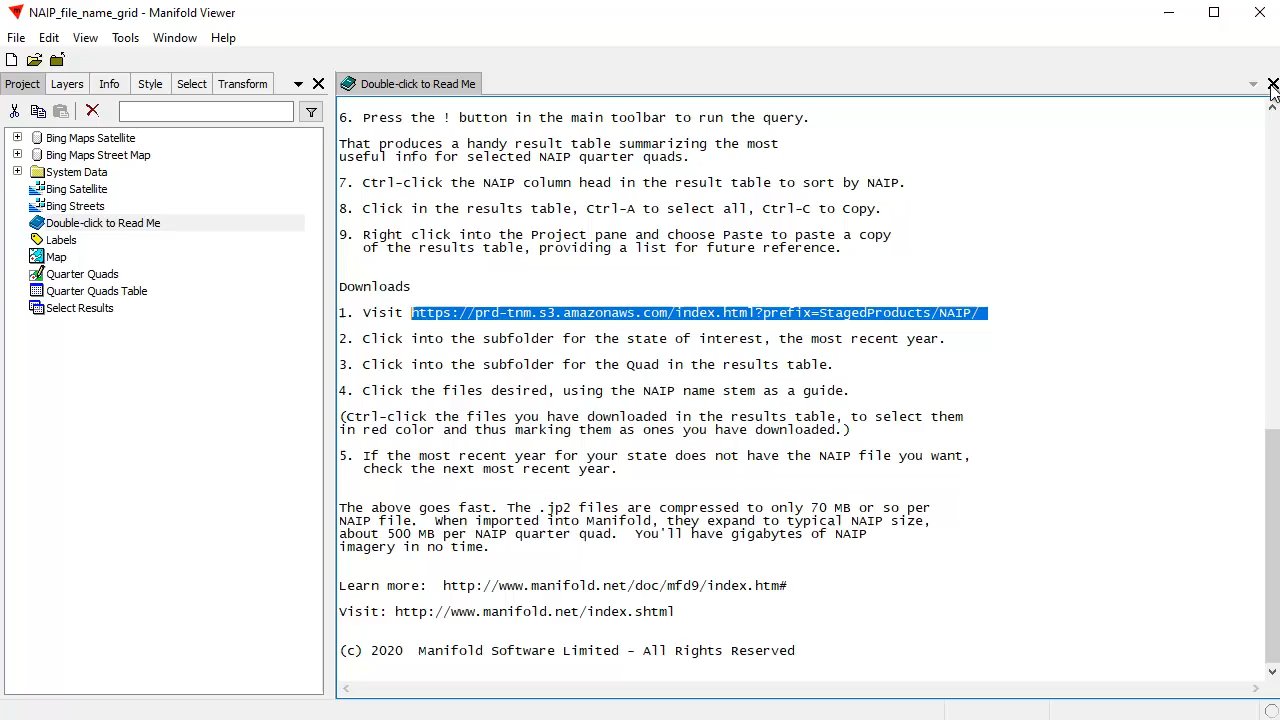 NAIP_file_name_grid - Manifold Viewer
File Edit View Tools Window Help
Project Layers Info Style Select Transform
Double-click to Read Me
Bing Maps Satellite
Bing Maps Street Map
System Data
Bing Satellite
Bing Streets
Double-click to Read Me
Labels
Map
Quarter Quads
Quarter Quads Table
Select Results
6. Press the ! button in the main toolbar to run the query.
That produces a handy result table summarizing the most
useful info for selected NAIP quarter quads.
7. Ctrl-click the NAIP column head in the result table to sort by NAIP.
8. Click in the results table, Ctrl-A to select all, Ctrl-C to Copy.
9. Right click into the Project pane and choose Paste to paste a copy
of the results table, providing a list for future reference.
Downloads
1. Visit https://prd-tnm.s3.amazonaws.com/index.html?prefix=StagedProducts/NAIP/
2. Click into the subfolder for the state of interest, the most recent year.
3. Click into the subfolder for the Quad in the results table.
4. Click the files desired, using the NAIP name stem as a guide.
(Ctrl-click the files you have downloaded in the results table, to select them
in red color and thus marking them as ones you have downloaded.)
5. If the most recent year for your state does not have the NAIP file you want,
check the next most recent year.
The above goes fast. The .jp2 files are compressed to only 70 MB or so per
NAIP file.  When imported into Manifold, they expand to typical NAIP size,
about 500 MB per NAIP quarter quad.  You'll have gigabytes of NAIP
imagery in no time.
Learn more:  http://www.manifold.net/doc/mfd9/index.htm#
Visit: http://www.manifold.net/index.shtml
(c) 2020  Manifold Software Limited - All Rights Reserved